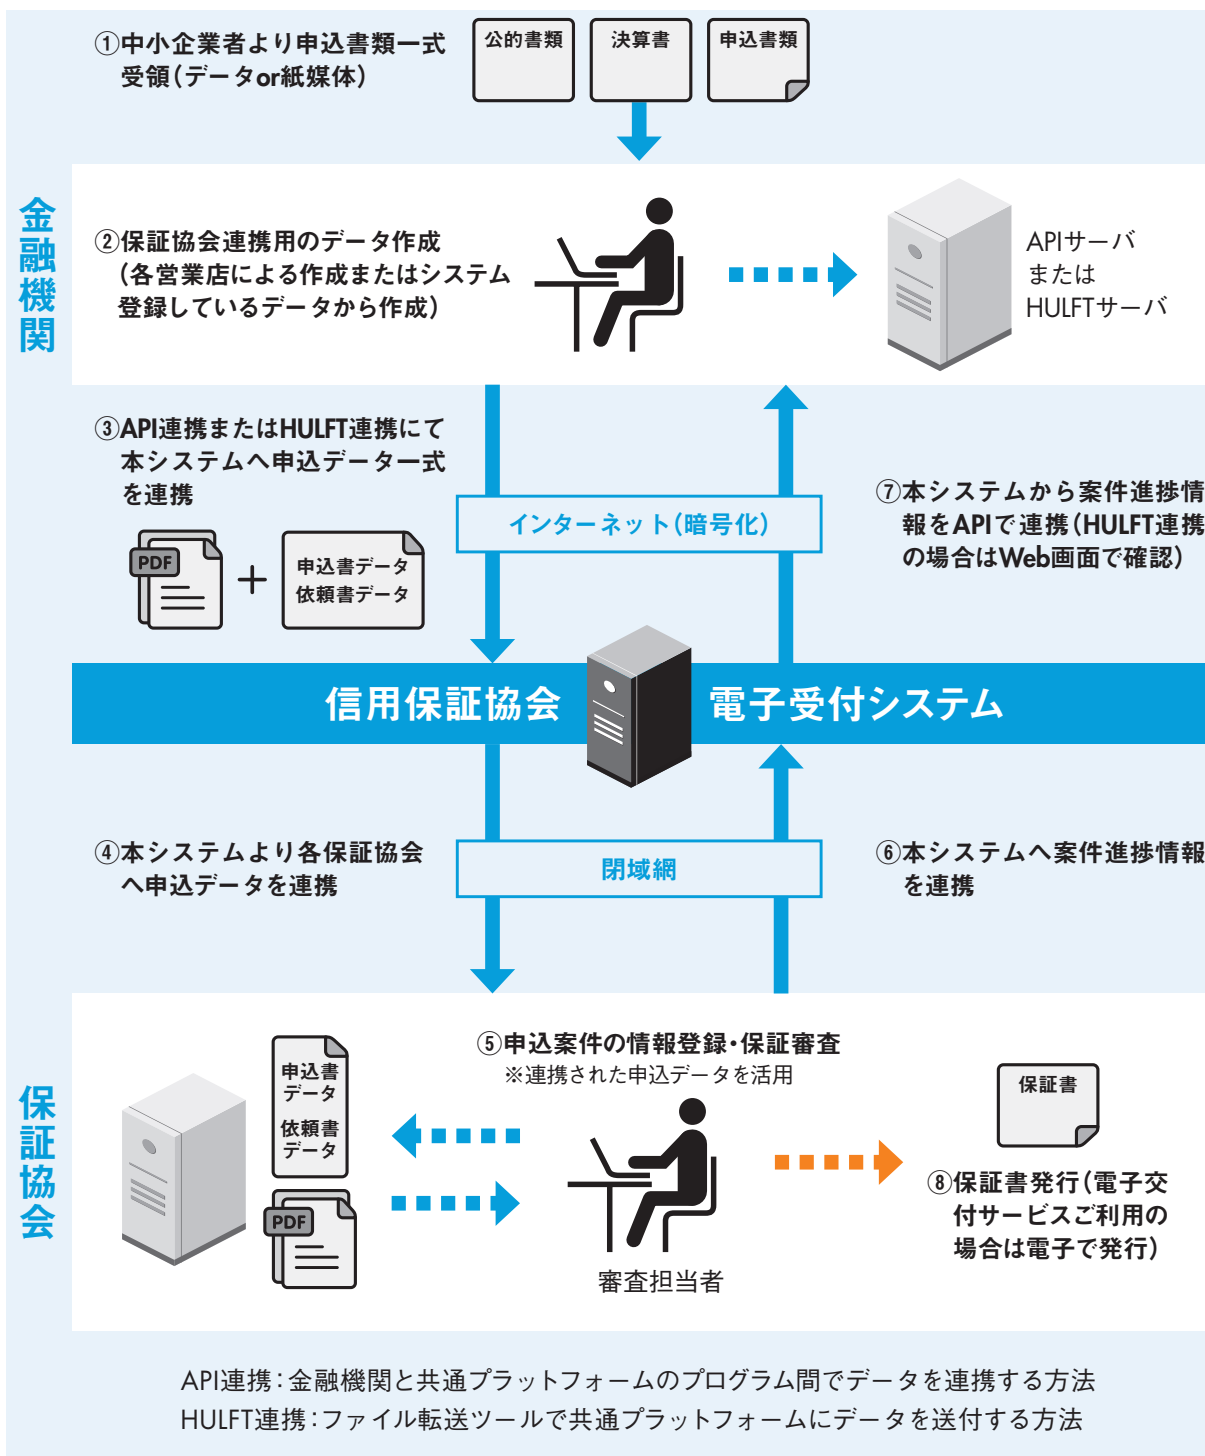 ①中小企業者より申込書類一式
受領(データor紙媒体)
公的書類
決算書
申込書類
金融機関
②保証協会連携用のデータ作成
(各営業店による作成またはシステム
登録しているデータから作成)
APIサーバ
または
HULFTサーバ
③API連携またはHULFT連携にて
本システムへ申込データ一式
を連携
PDF
+
申込書データ
依頼書データ
インターネット(暗号化)
⑦本システムから案件進捗情
報をAPIで連携(HULFT連携
の場合はWeb画面で確認)
信用保証協会 電子受付システム
④本システムより各保証協会
へ申込データを連携
閉域網
⑥本システムへ案件進捗情報
を連携
保証協会
申込書
データ
依頼書
データ
PDF
⑤申込案件の情報登録・保証審査
※連携された申込データを活用
審査担当者
保証書
⑧保証書発行(電子交
付サービスご利用の
場合は電子で発行)
API連携:金融機関と共通プラットフォームのプログラム間でデータを連携する方法
HULFT連携:ファイル転送ツールで共通プラットフォームにデータを送付する方法